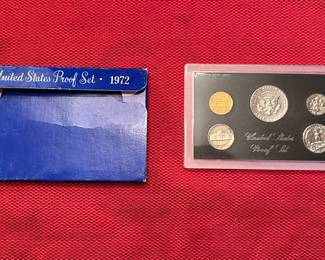 United States Proof Set · 1972
United States
Proof Set